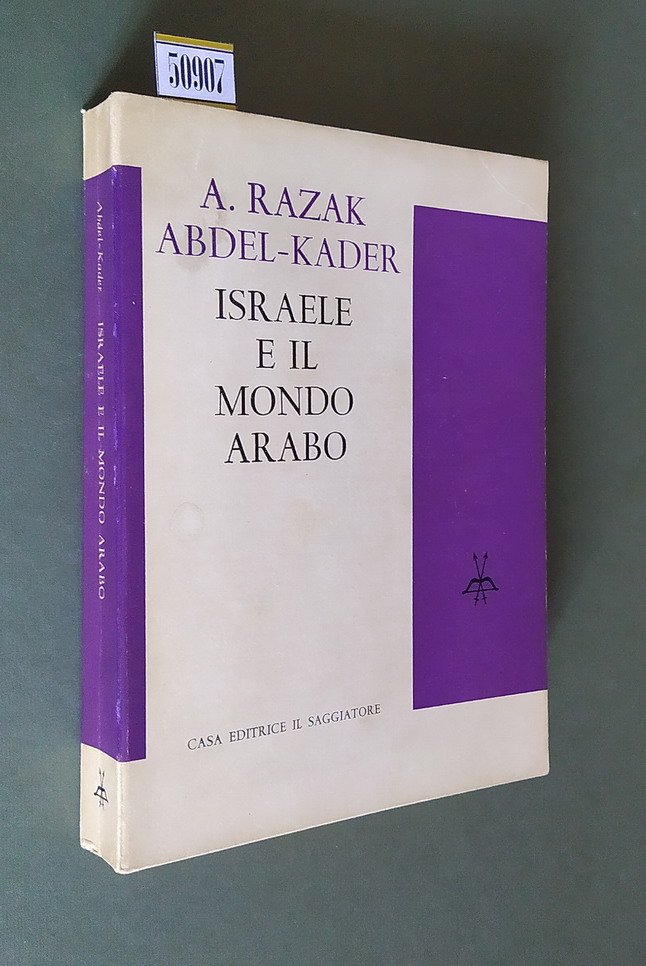 50907
A. RAZAK
ABDEL-KADER
ISRAELE
E IL
MONDO
ARABO
CASA EDITRICE IL SAGGIATORE
Abdel-Kader ISRAELE E IL MONDO ARABO